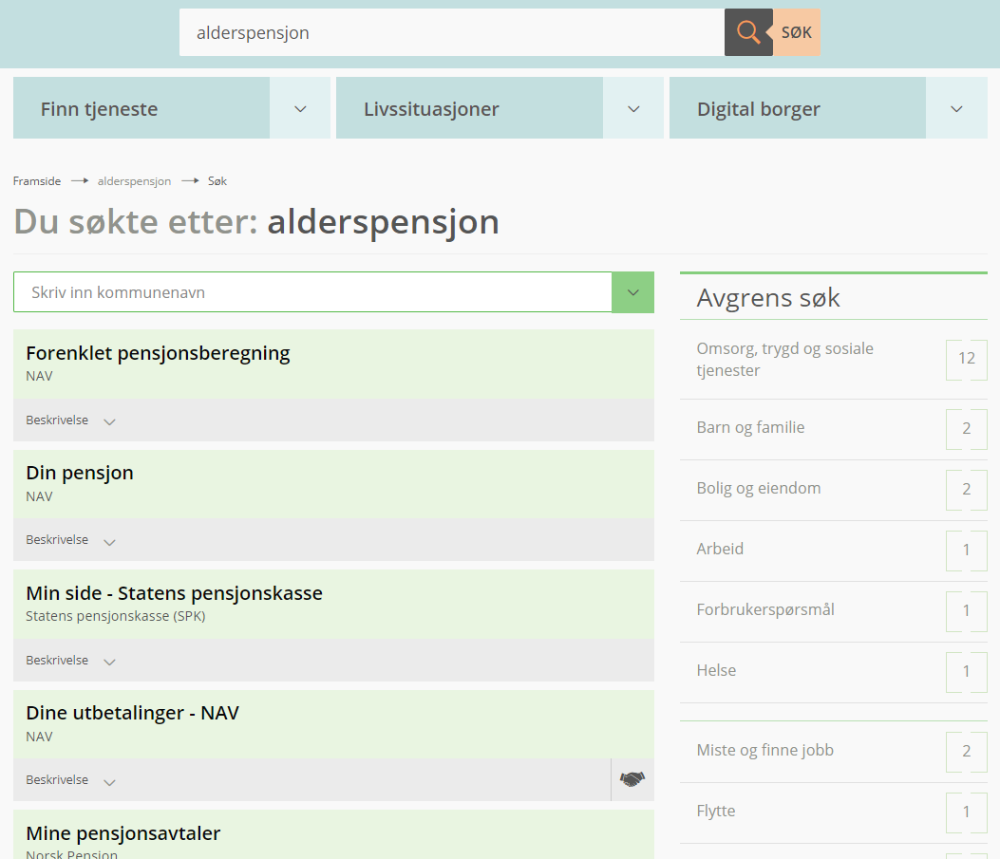 alderspensjon
SØK
Finn tjeneste
Livssituasjoner
Digital borger
Framside
alderspensjon
Søk
Du søkte etter: alderspensjon
Skriv inn kommunenavn
Forenklet pensjonsberegning
NAV
Beskrivelse
Din pensjon
NAV
Beskrivelse
Min side - Statens pensjonskasse
Statens pensjonskasse (SPK)
Beskrivelse
Dine utbetalinger - NAV
NAV
Beskrivelse
Mine pensjonsavtaler
Norsk Pensjon
Avgrens søk
Omsorg, trygd og sosiale
tjenester
12
Barn og familie
2
Bolig og eiendom
2
Arbeid
1
Forbrukerspørsmål
1
Helse
1
Miste og finne jobb
2
Flytte
1